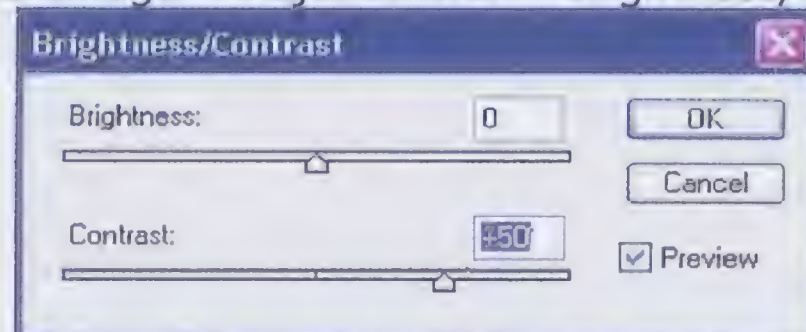 Brightness/Contrast
Brightness: 0 OK
Cancel
Contrast: +50
Preview